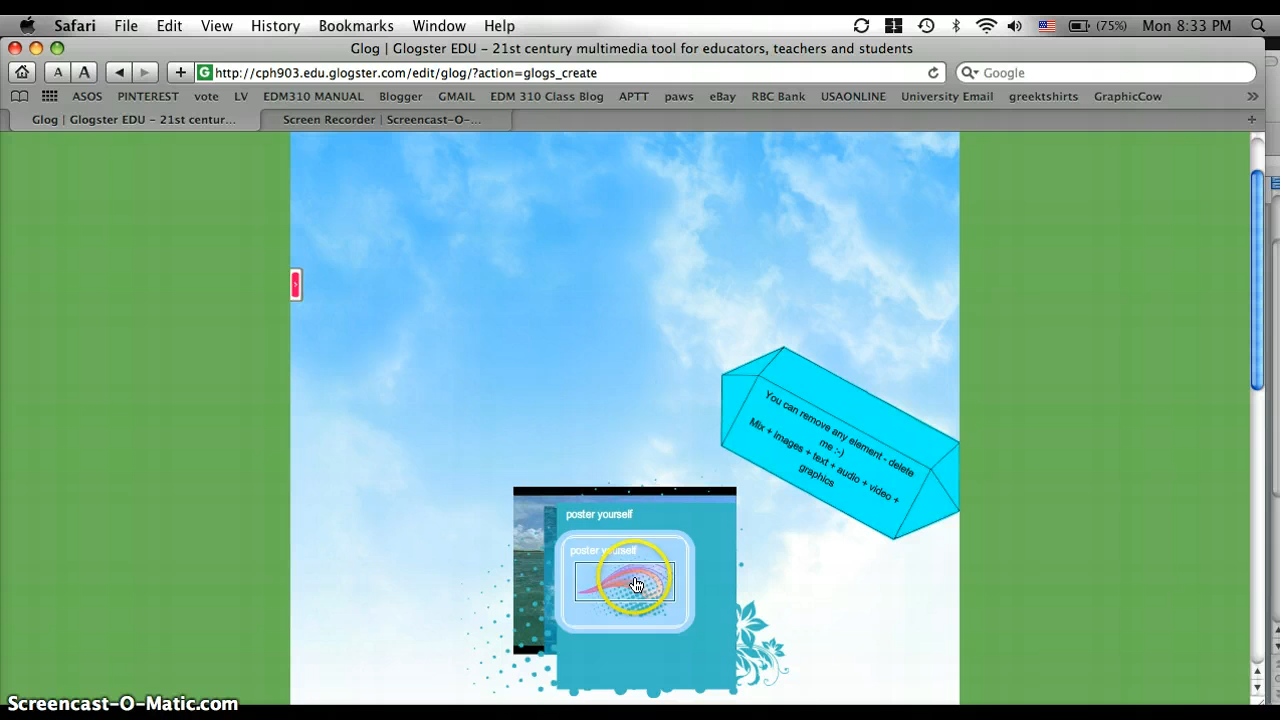 Safari File Edit View History Bookmarks Window Help 1 (75%) Mon 8:33 PM
Glog | Glogster EDU – 21st century multimedia tool for educators, teachers and students
A A G http://cph903.edu.glogster.com/edit/glog/?action=glogs_create Google
ASOS PINTEREST vote LV EDM310 MANUAL Blogger GMAIL EDM 310 Class Blog APTT paws eBay RBC Bank USAONLINE University Email greektshirts GraphicCow
Glog | Glogster EDU – 21st centur... Screen Recorder | Screencast-O-...
You can remove any element - delete
me :-)
Mix + images + text + audio + video +
graphics
poster yourself
poster yourself
Screencast-O-Matic.com